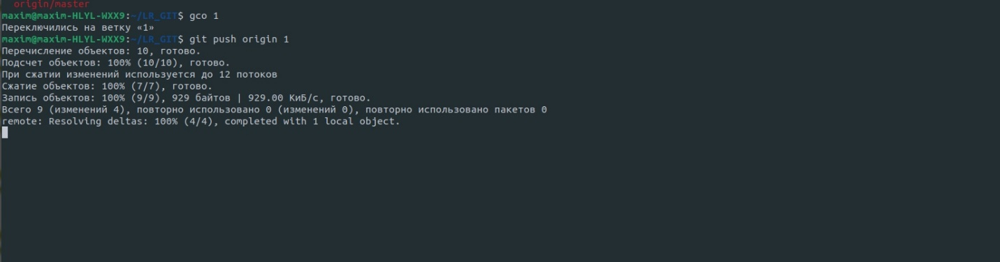 origin/master
maxim@maxim-HLYL-WXX9:~/LR_GIT$ gco 1
Переключились на ветку «1»
maxim@maxim-HLYL-WXX9:~/LR_GIT$ git push origin 1
Перечисление объектов: 10, готово.
Подсчет объектов: 100% (10/10), готово.
При сжатии изменений используется до 12 потоков
Сжатие объектов: 100% (7/7), готово.
Запись объектов: 100% (9/9), 929 байтов | 929.00 КиБ/с, готово.
Всего 9 (изменений 4), повторно использовано 0 (изменений 0), повторно использовано пакетов 0
remote: Resolving deltas: 100% (4/4), completed with 1 local object.